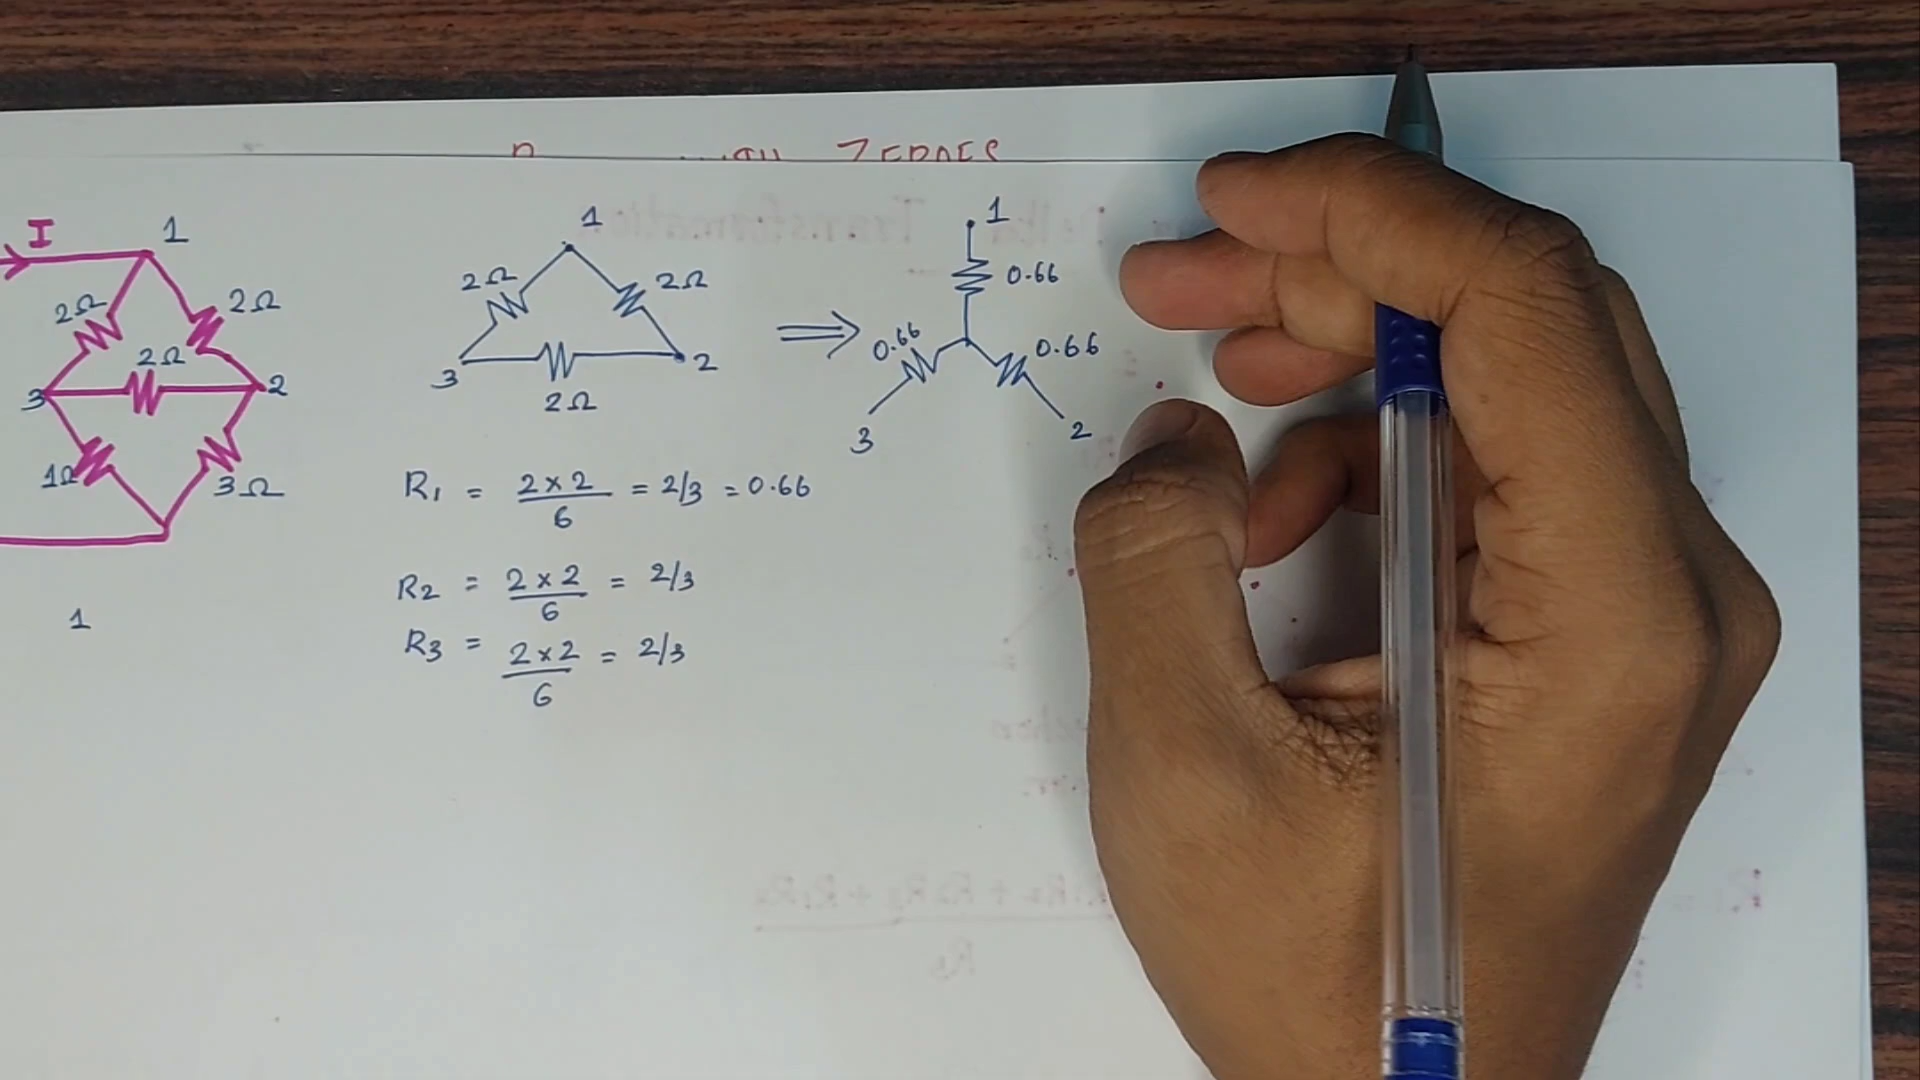 ZEROES
I
1
2Ω
2Ω
2Ω
3
2
1Ω
3Ω
1
1
2Ω
2Ω
3
2
2Ω
1
0.66
0.66
0.66
3
2
R1 = 2×2/6 = 2/3 = 0.66
R2 = 2×2/6 = 2/3
R3 = 2×2/6 = 2/3